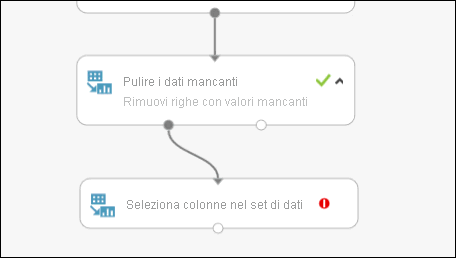 Pulire i dati mancanti
Rimuovi righe con valori mancanti
Seleziona colonne nel set di dati